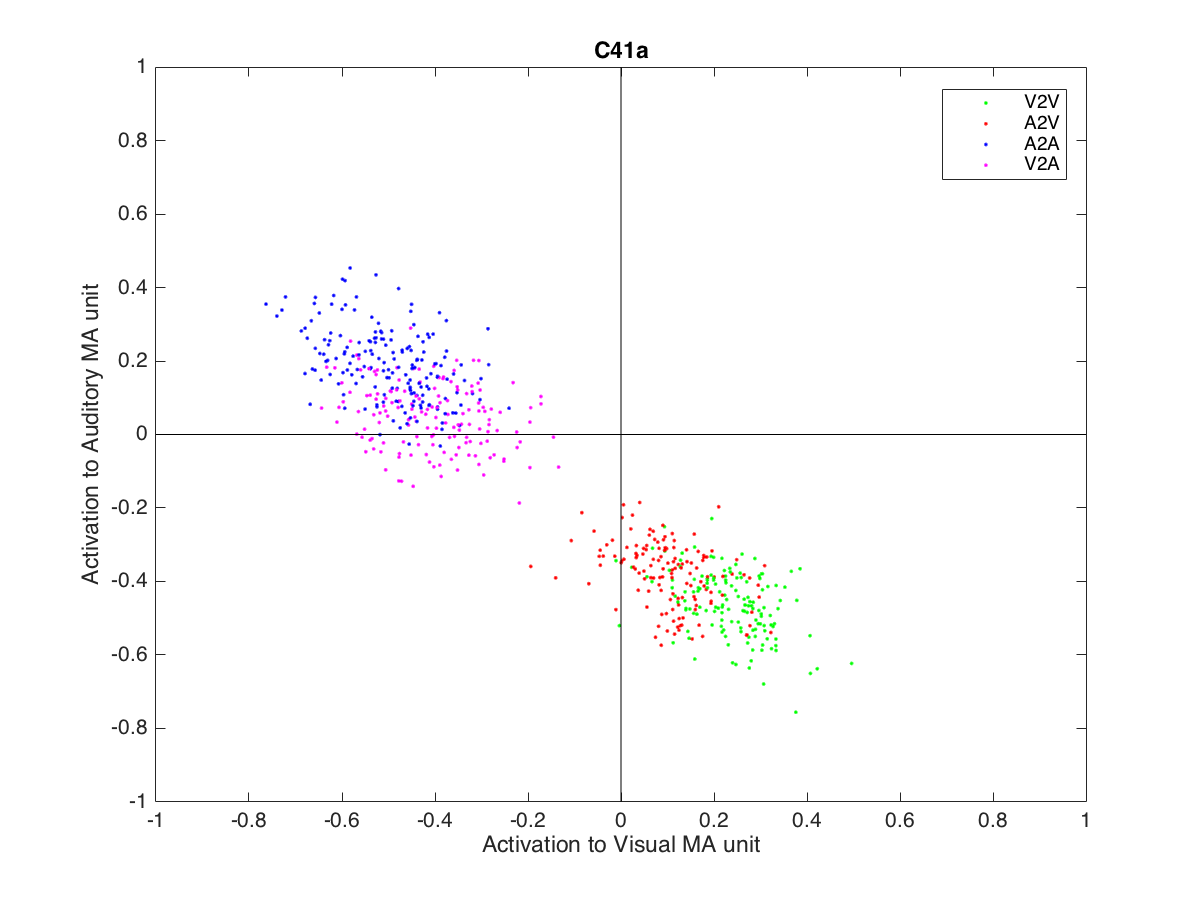 C41a
1
0.8
0.6
0.4
0.2
0
-0.2
-0.4
-0.6
-0.8
-1
Activation to Auditory MA unit
V2V
A2V
A2A
V2A
-1 -0.8 -0.6 -0.4 -0.2 0 0.2 0.4 0.6 0.8 1
Activation to Visual MA unit